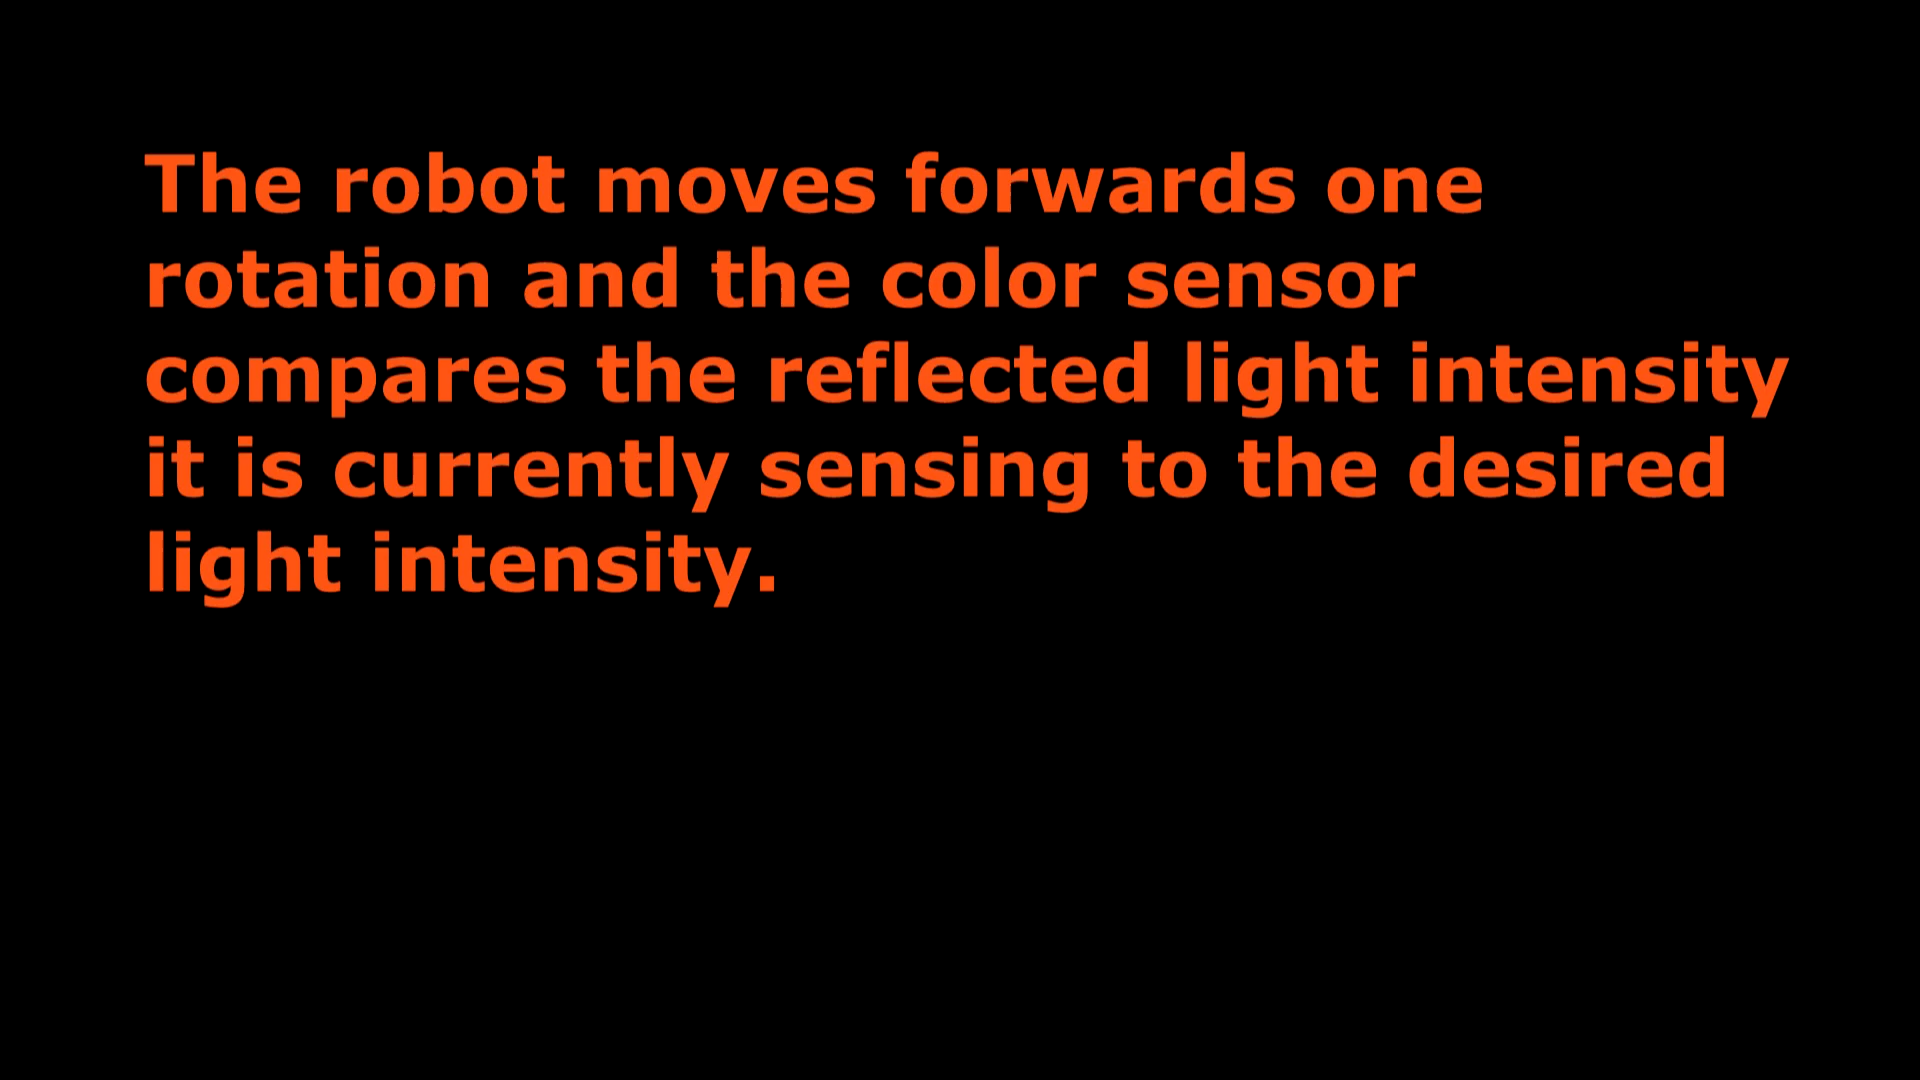 The robot moves forwards one
rotation and the color sensor
compares the reflected light intensity
it is currently sensing to the desired
light intensity.